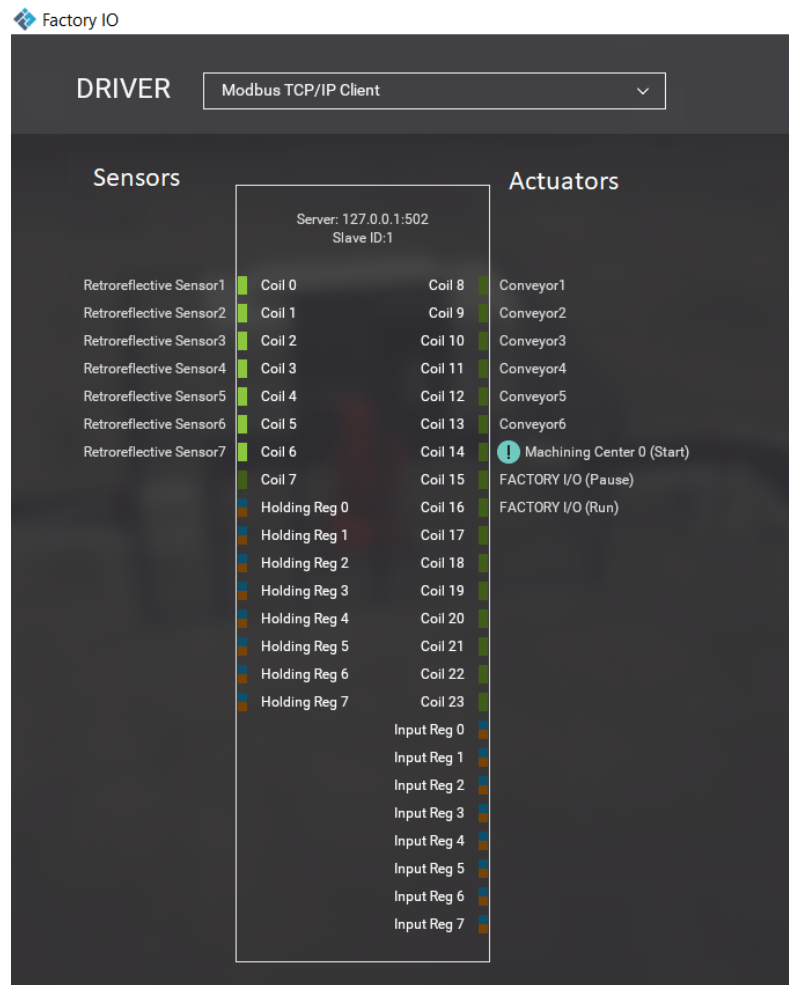 Factory IO
DRIVER Modbus TCP/IP Client
Sensors Actuators
Server: 127.0.0.1:502
Slave ID:1
Retroreflective Sensor1 Coil 0 Coil 8 Conveyor1
Retroreflective Sensor2 Coil 1 Coil 9 Conveyor2
Retroreflective Sensor3 Coil 2 Coil 10 Conveyor3
Retroreflective Sensor4 Coil 3 Coil 11 Conveyor4
Retroreflective Sensor5 Coil 4 Coil 12 Conveyor5
Retroreflective Sensor6 Coil 5 Coil 13 Conveyor6
Retroreflective Sensor7 Coil 6 Coil 14 ! Machining Center 0 (Start)
Coil 7 Coil 15 FACTORY I/O (Pause)
Holding Reg 0 Coil 16 FACTORY I/O (Run)
Holding Reg 1 Coil 17
Holding Reg 2 Coil 18
Holding Reg 3 Coil 19
Holding Reg 4 Coil 20
Holding Reg 5 Coil 21
Holding Reg 6 Coil 22
Holding Reg 7 Coil 23
Input Reg 0
Input Reg 1
Input Reg 2
Input Reg 3
Input Reg 4
Input Reg 5
Input Reg 6
Input Reg 7